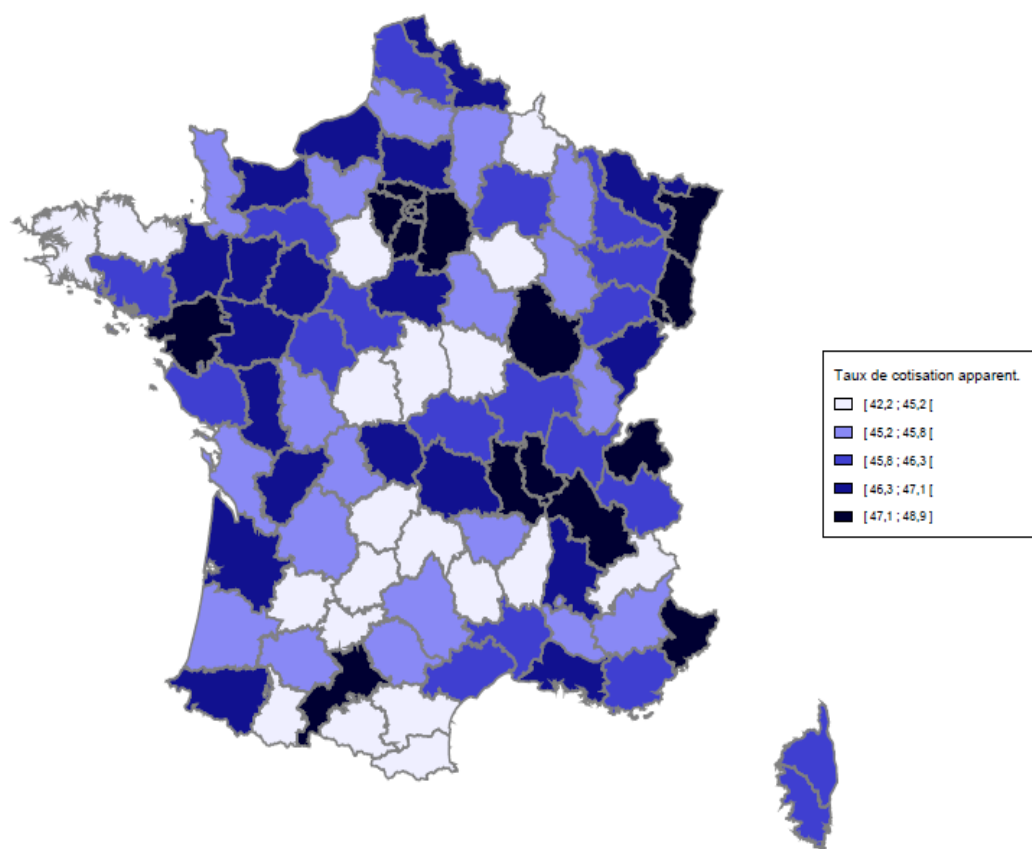 Taux de cotisation apparent.
[ 42,2 ; 45,2 [
[ 45,2 ; 45,8 [
[ 45,8 ; 46,3 [
[ 46,3 ; 47,1 [
[ 47,1 ; 48,9 ]